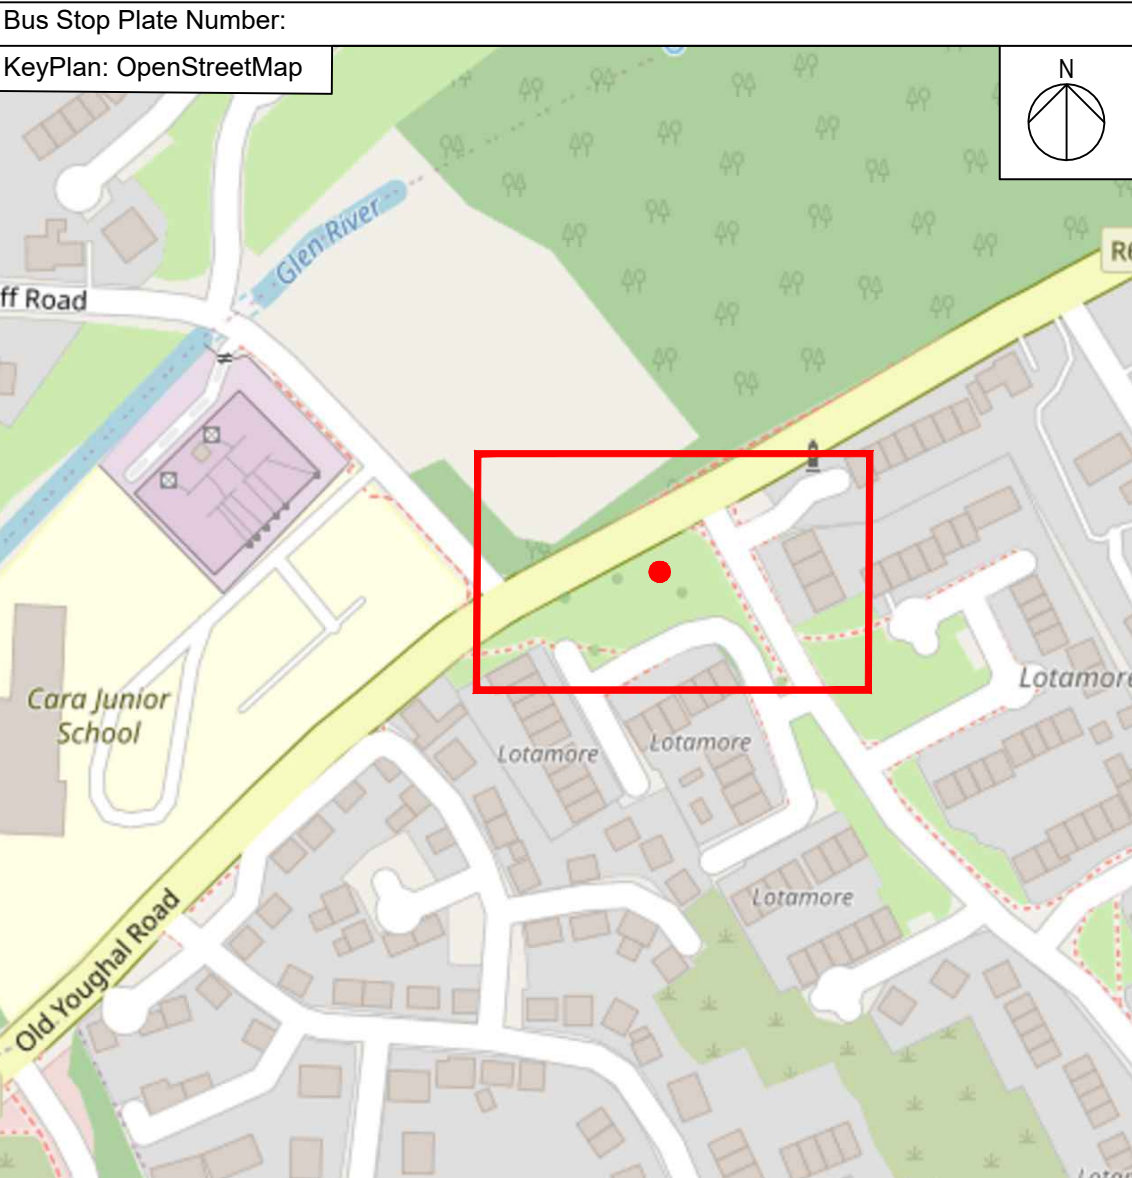 Bus Stop Plate Number:
KeyPlan: OpenStreetMap
N
Glen River
R6
ff Road
Cara Junior
School
Lotamore
Lotamore
Lotamore
Lotamore
Old Youghal Road